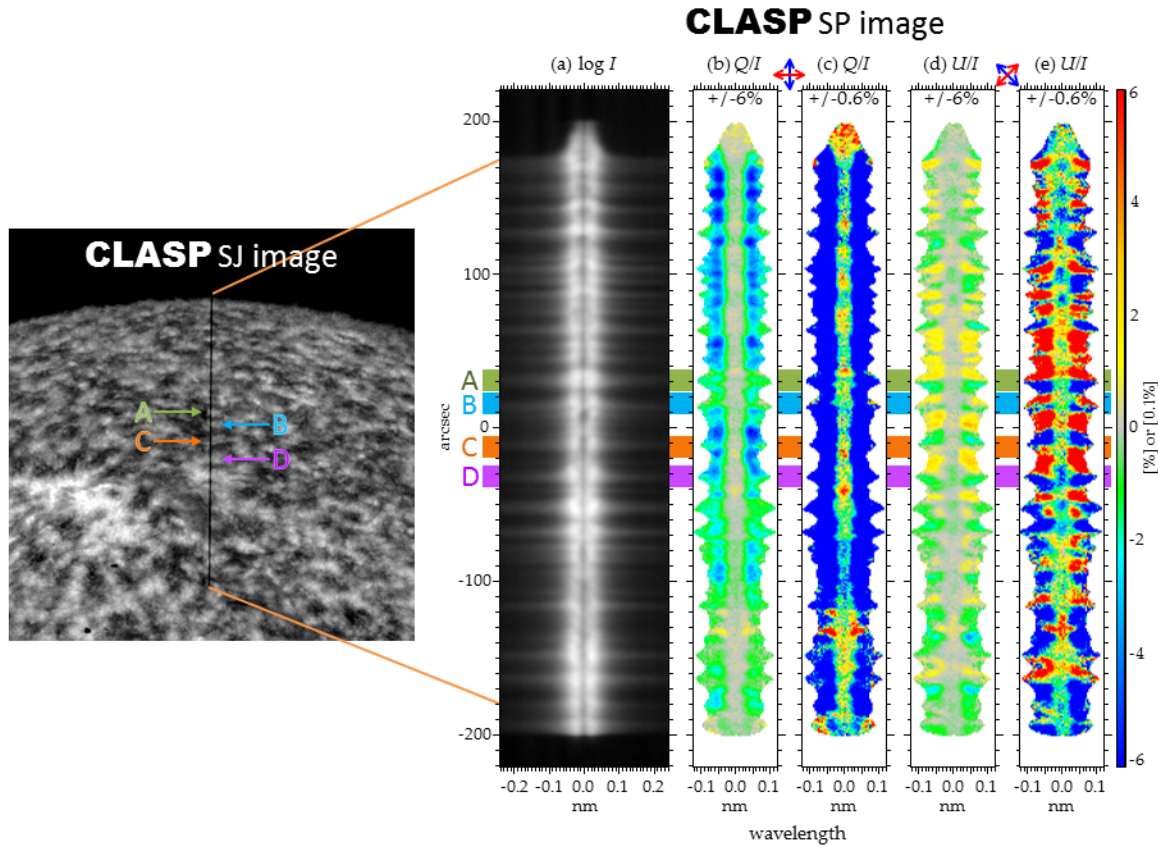 CLASP SP image
(a) log I
(b) Q/I
(c) Q/I
(d) U/I
(e) U/I
+/-6%
+/-0.6%
+/-6%
+/-0.6%
CLASP SJ image
A
B
C
D
200
100
0
-100
-200
arcsec
A
B
C
D
6
4
2
0
-2
-4
-6
[%] or [0.1%]
-0.2 -0.1 0.0 0.1 0.2
-0.1 0.0 0.1
-0.1 0.0 0.1
-0.1 0.0 0.1
-0.1 0.0 0.1
nm
nm
nm
nm
nm
wavelength